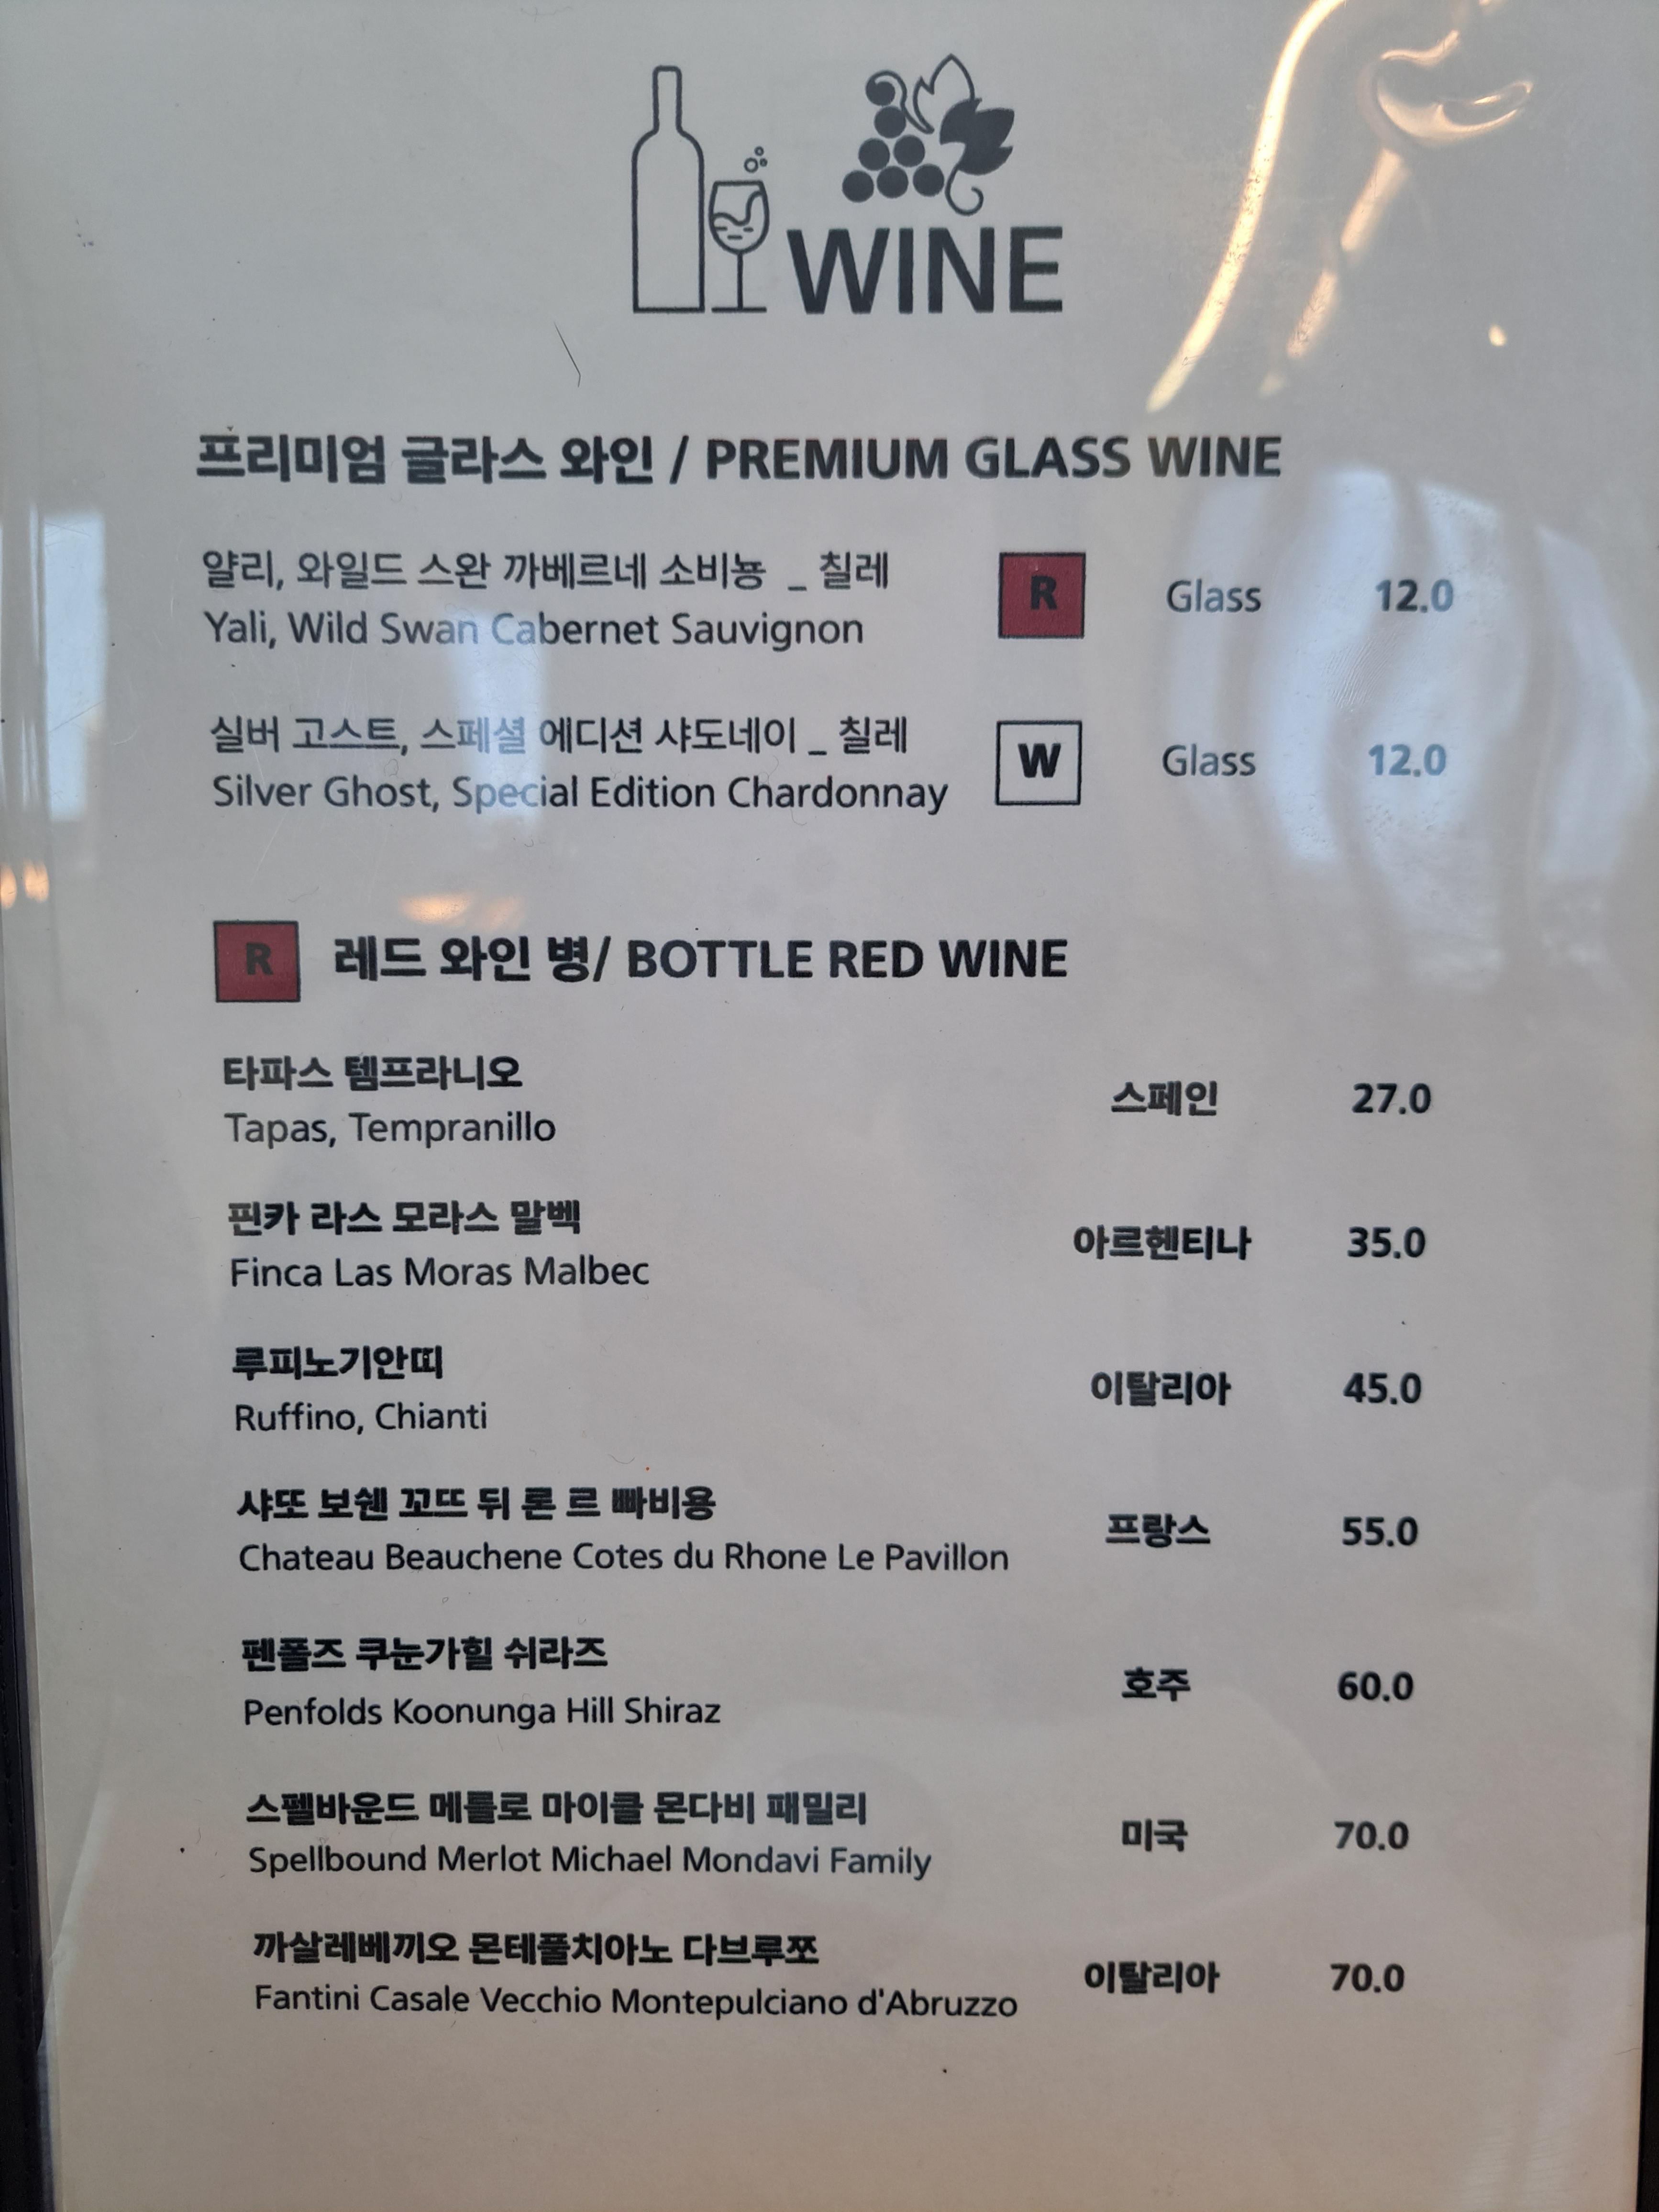 WINE
프리미엄 글라스 와인 / PREMIUM GLASS WINE
얄리, 와일드 스완 까베르네 소비뇽 _ 칠레
Yali, Wild Swan Cabernet Sauvignon
R Glass 12.0
실버 고스트, 스페셜 에디션 샤도네이 _ 칠레
Silver Ghost, Special Edition Chardonnay
W Glass 12.0
R 레드 와인 병/ BOTTLE RED WINE
타파스 템프라니오
Tapas, Tempranillo
스페인 27.0
핀카 라스 모라스 말벡
Finca Las Moras Malbec
아르헨티나 35.0
루피노기안띠
Ruffino, Chianti
이탈리아 45.0
샤또 보쉔 꼬뜨 뒤 론 르 빠비용
Chateau Beauchene Cotes du Rhone Le Pavillon
프랑스 55.0
펜폴즈 쿠눈가힐 쉬라즈
Penfolds Koonunga Hill Shiraz
호주 60.0
스펠바운드 메를로 마이클 몬다비 패밀리
Spellbound Merlot Michael Mondavi Family
미국 70.0
까살레베끼오 몬테풀치아노 다브루쪼
Fantini Casale Vecchio Montepulciano d'Abruzzo
이탈리아 70.0